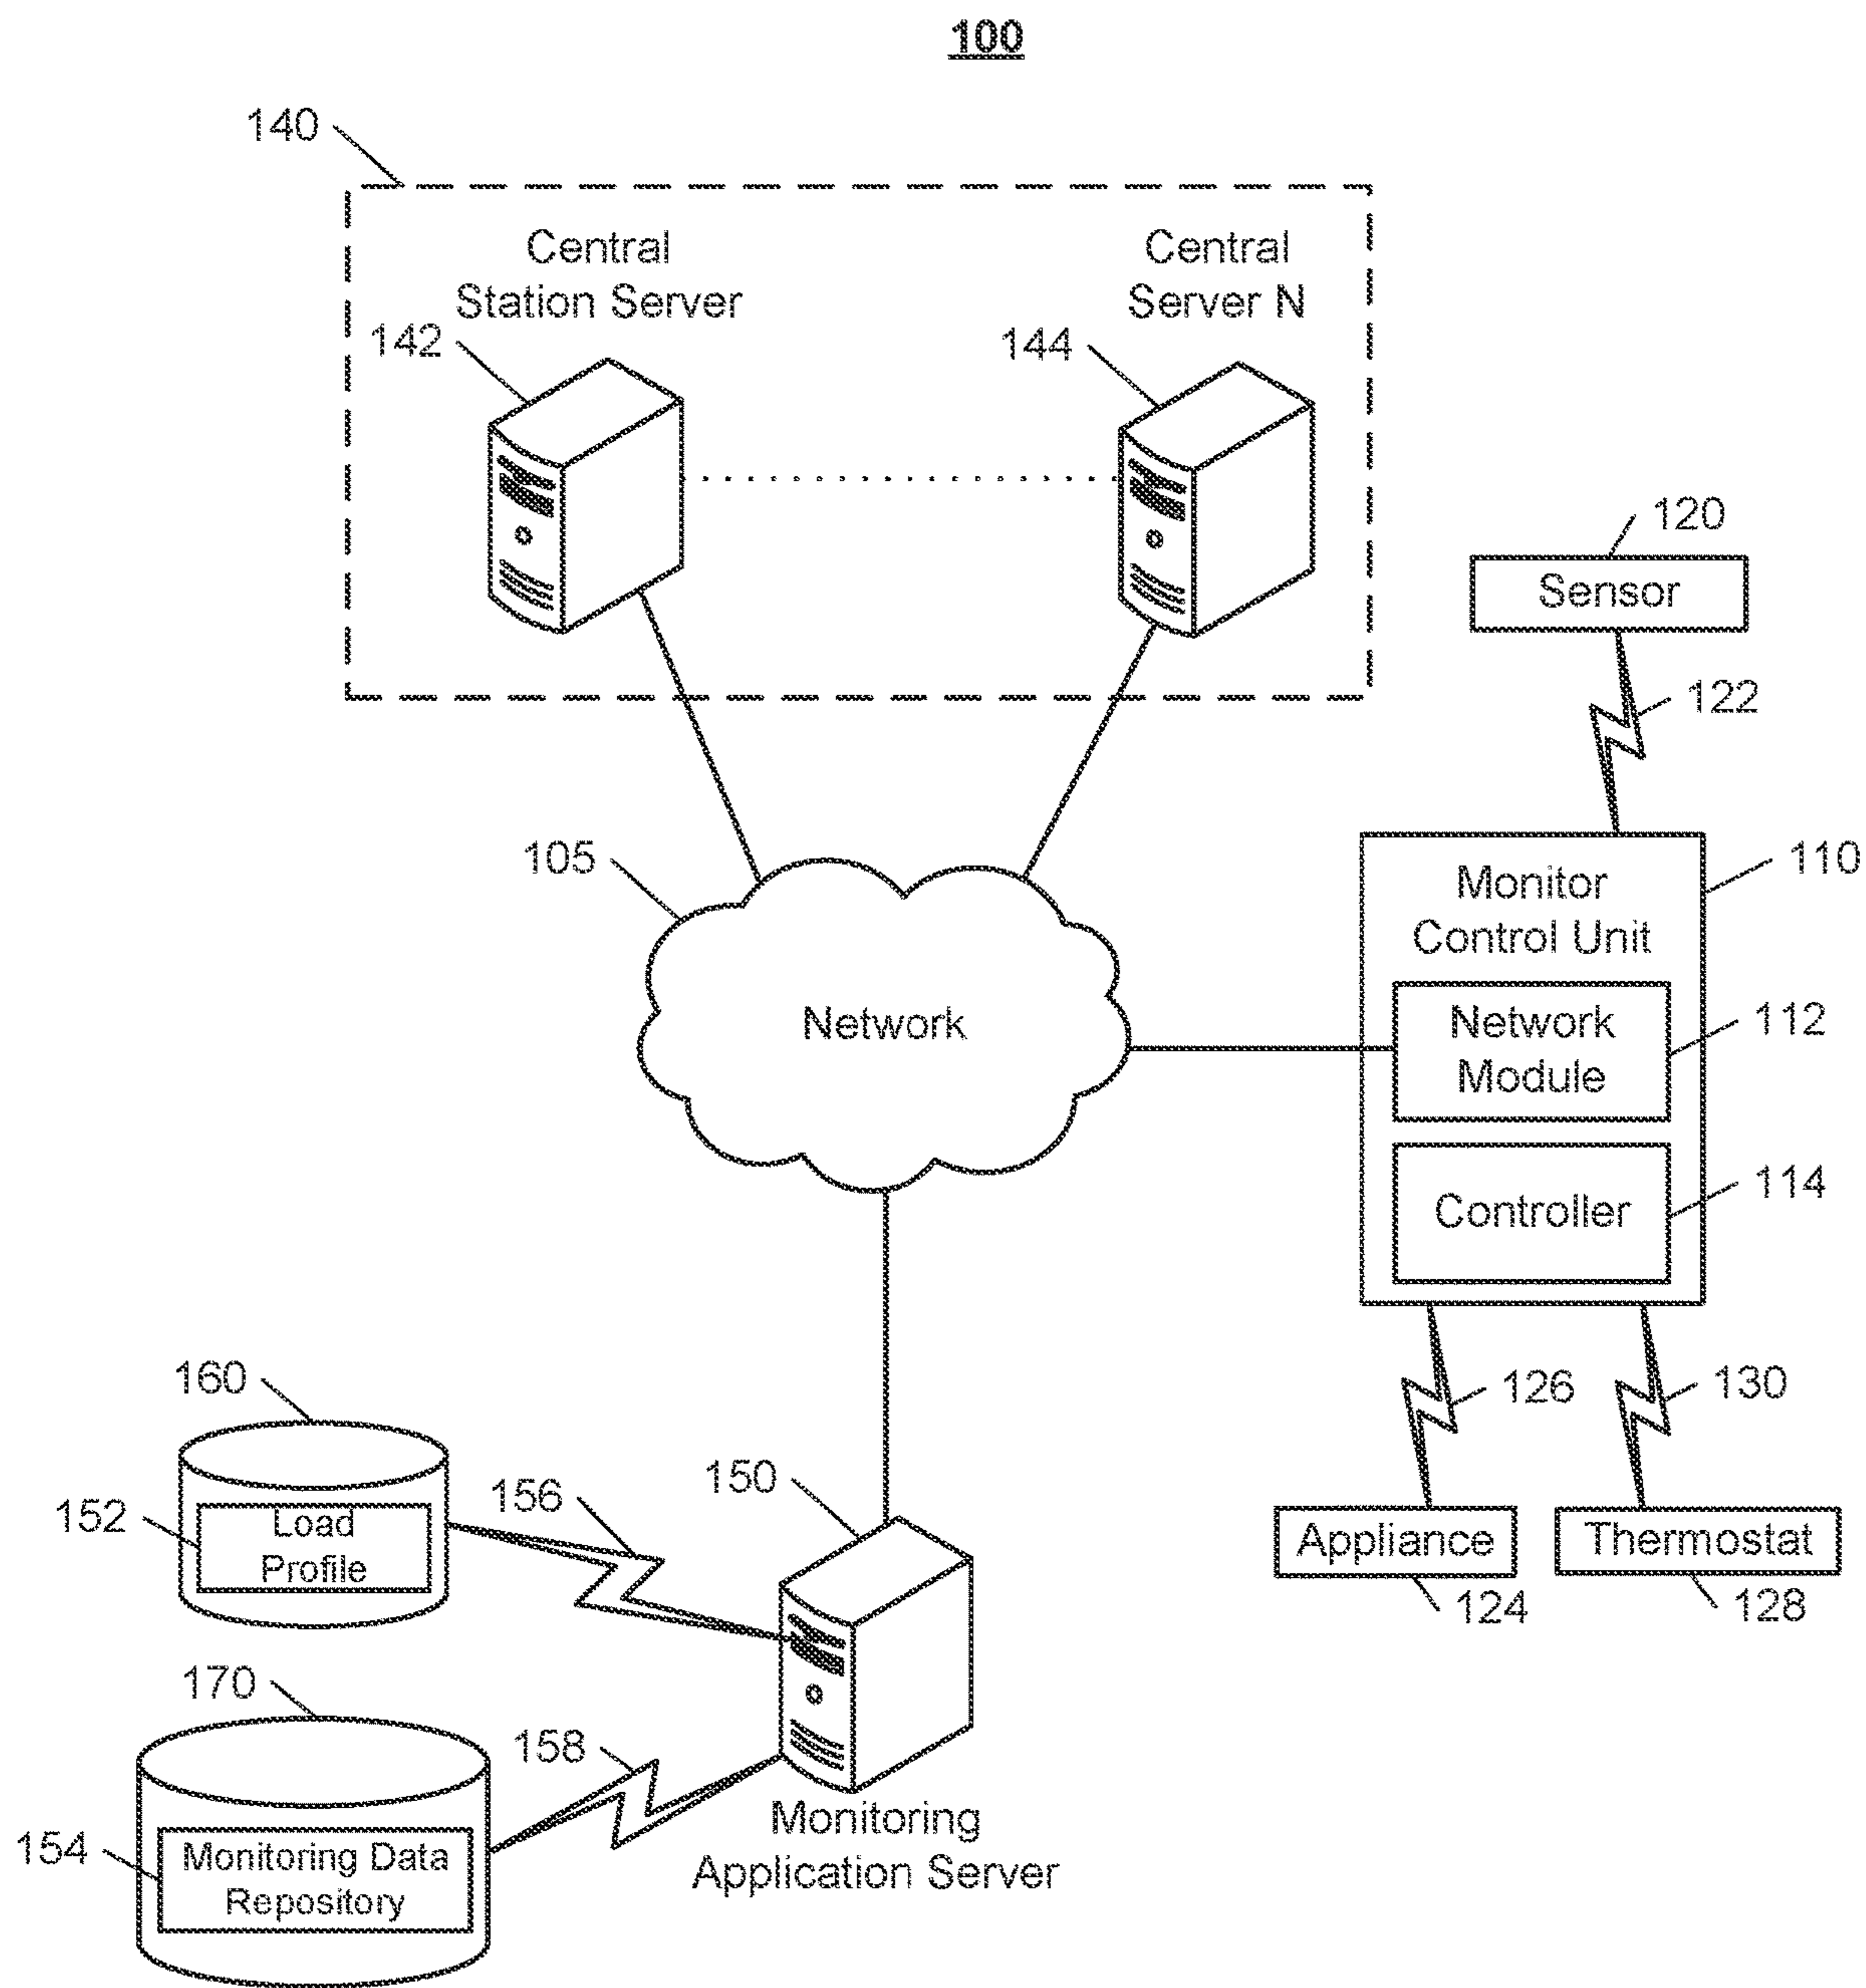 100
140
Central
Station Server
142
Central
Server N
144
120
Sensor
122
105
Network
110
Monitor
Control Unit
Network
Module
112
Controller
114
126
130
Appliance
124
Thermostat
128
160
152
Load
Profile
156
150
170
158
154
Monitoring Data
Repository
Monitoring
Application Server